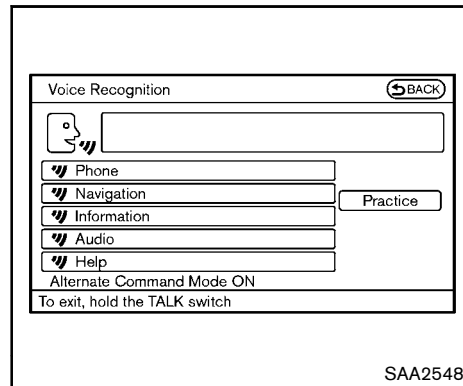 Voice Recognition
BACK
Phone
Navigation
Practice
Information
Audio
Help
Alternate Command Mode ON
To exit, hold the TALK switch
SAA2548